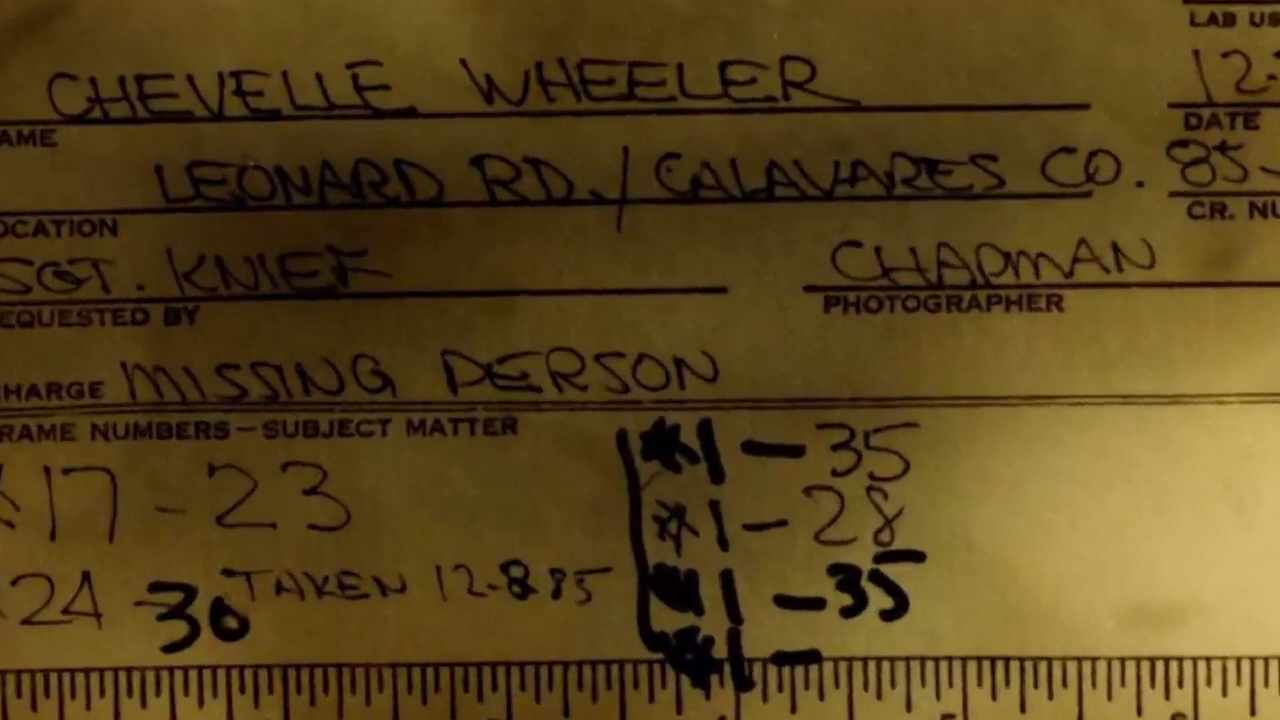 LAB US
CHEVELLE WHEELER 12-
AME DATE
LEONARD RD./CALAVARES CO. 85-
OCATION CR. NU
SGT. KNIEF CHAPMAN
EQUESTED BY PHOTOGRAPHER
HARGE MISSING PERSON
RAME NUMBERS-SUBJECT MATTER
17-23 *1-35
*1-28
24-30 TAKEN 12-8-85 *1-35
*1-